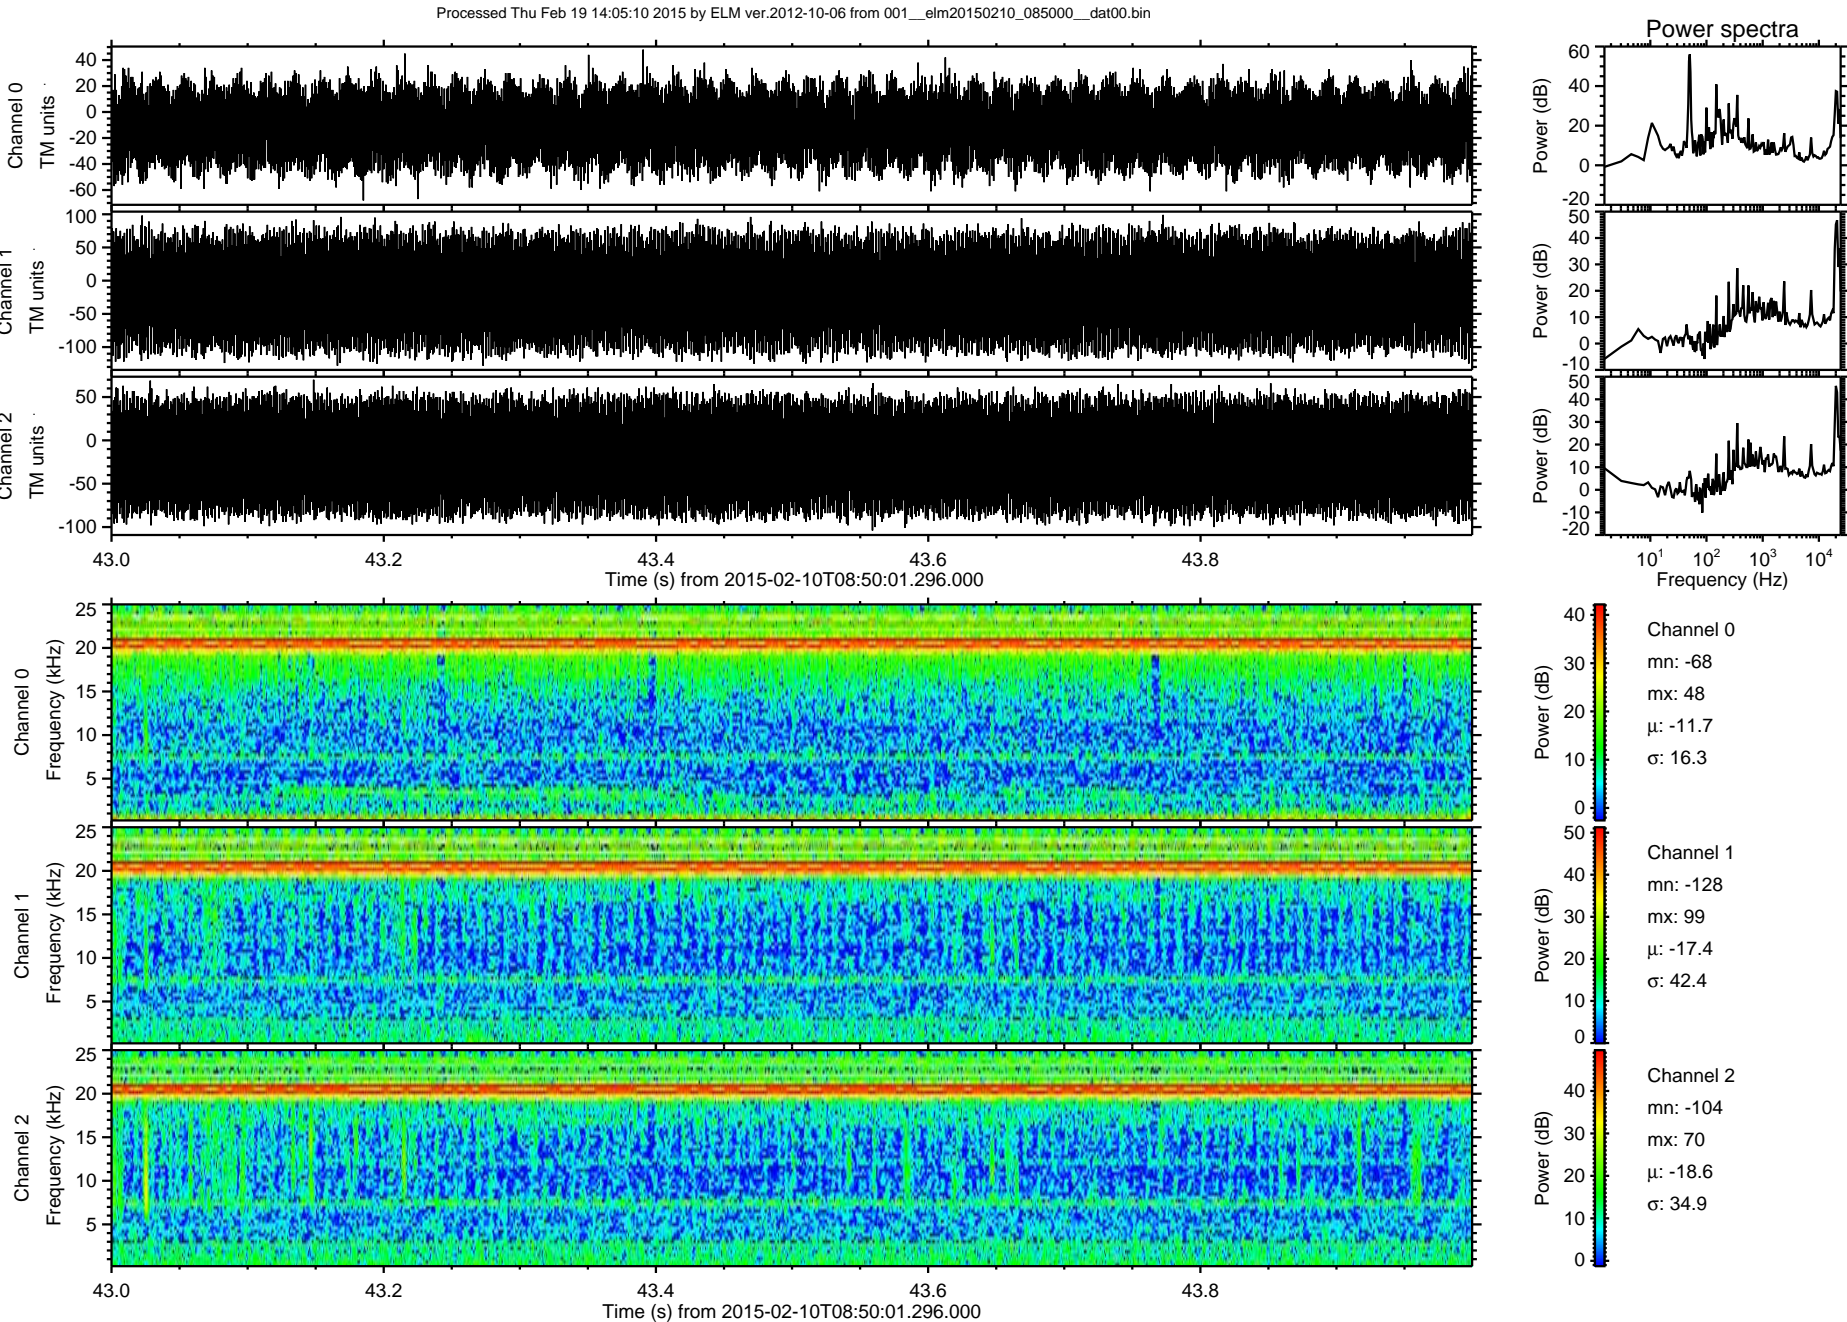 Processed Thu Feb 19 14:05:10 2015 by ELM ver.2012-10-06 from 001__elm20150210_085000__dat00.bin
Power spectra
Channel 0
TM units
40
20
0
-20
-40
-60
Power (dB)
60
40
20
0
-20
Channel 1
TM units
100
50
0
-50
-100
Power (dB)
50
40
30
20
10
0
-10
Channel 2
TM units
50
0
-50
-100
Power (dB)
50
40
30
20
10
0
-10
-20
43.0 43.2 43.4 43.6 43.8
Time (s) from 2015-02-10T08:50:01.296.000
10^1 10^2 10^3 10^4
Frequency (Hz)
Channel 0
Frequency (kHz)
25
20
15
10
5
Power (dB)
40
30
20
10
0
Channel 0
mn: -68
mx: 48
μ: -11.7
σ: 16.3
Channel 1
Frequency (kHz)
25
20
15
10
5
Power (dB)
50
40
30
20
10
0
Channel 1
mn: -128
mx: 99
μ: -17.4
σ: 42.4
Channel 2
Frequency (kHz)
25
20
15
10
5
Power (dB)
40
30
20
10
0
Channel 2
mn: -104
mx: 70
μ: -18.6
σ: 34.9
43.0 43.2 43.4 43.6 43.8
Time (s) from 2015-02-10T08:50:01.296.000